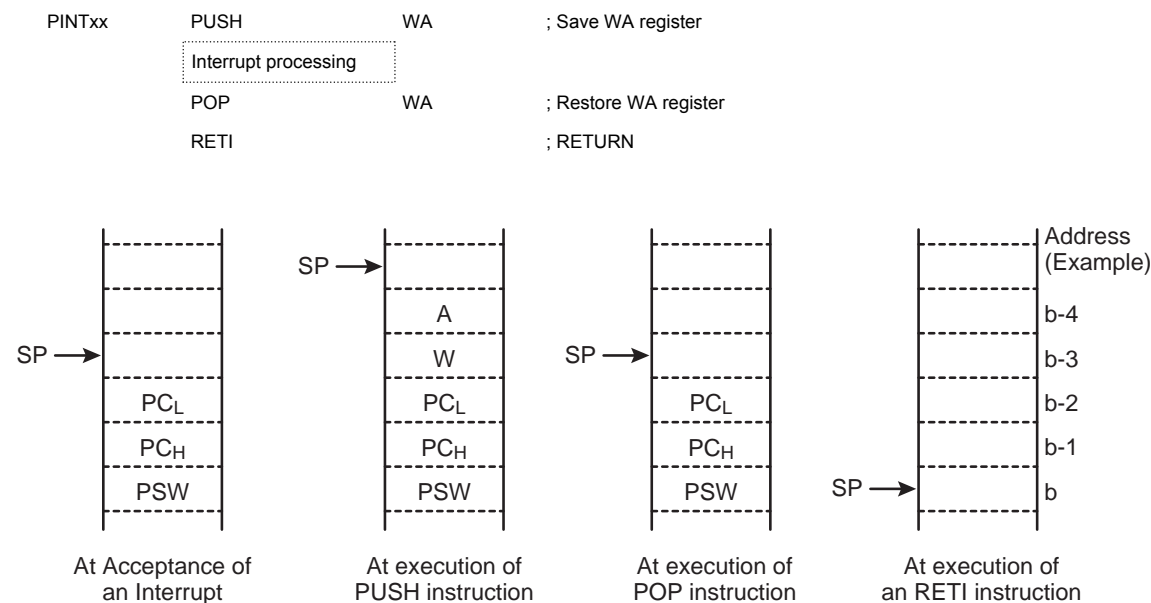 PINTxx PUSH WA ; Save WA register
Interrupt processing
POP WA ; Restore WA register
RETI ; RETURN
Address
(Example)
SP
A b-4
SP W SP b-3
PCL PCL PCL b-2
PCH PCH PCH b-1
PSW PSW PSW SP b
At Acceptance of
an Interrupt
At execution of
PUSH instruction
At execution of
POP instruction
At execution of
an RETI instruction